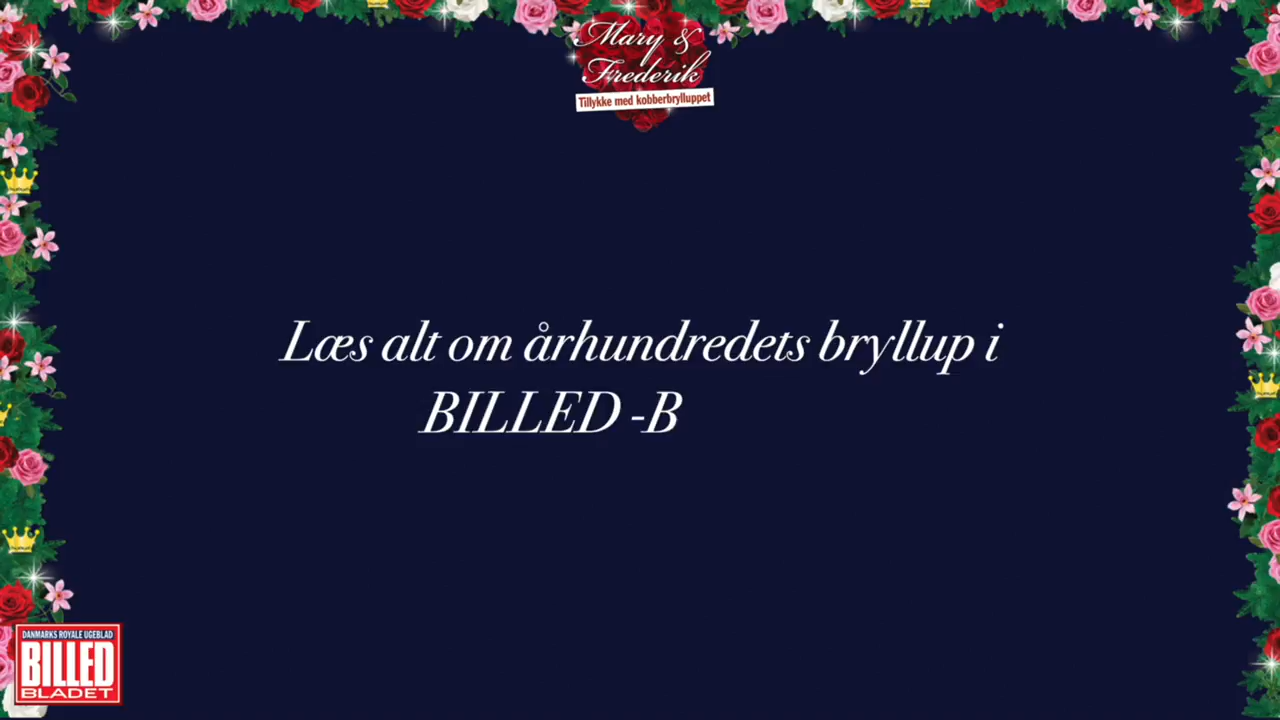 Mary &
Frederik
Tillykke med kobberbrylluppet
Læs alt om århundredets bryllup i
BILLED -B
DANMARKS ROYALE UGEBLAD
BILLED
BLADET